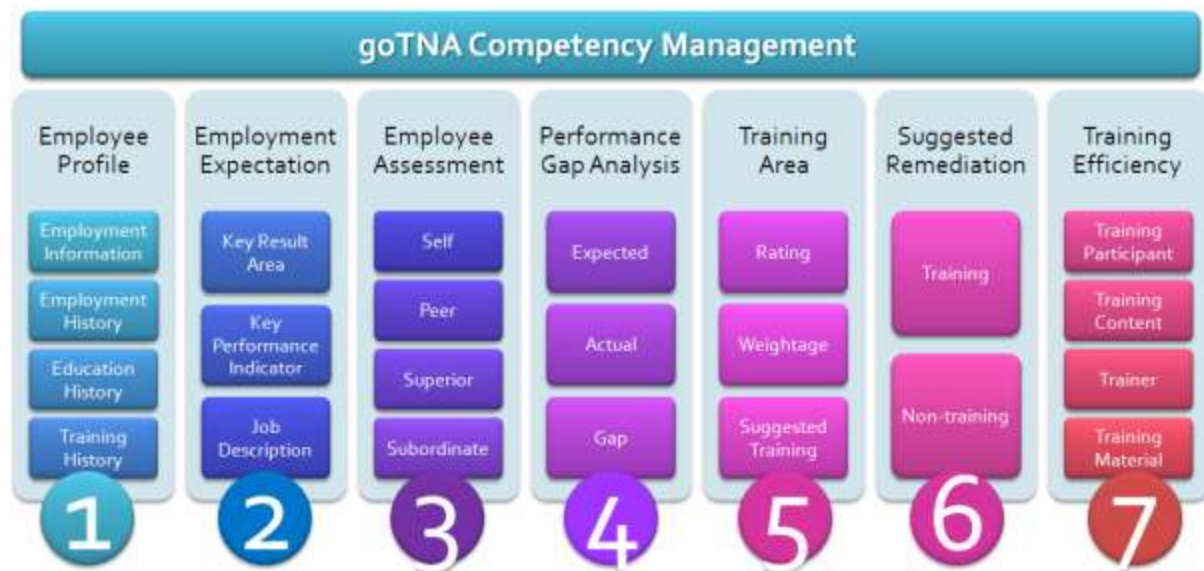 goTNA Competency Management
Employee
Profile
Employment
Information
Employment
History
Education
History
Training
History
1
Employment
Expectation
Key Result
Area
Key
Performance
Indicator
Job
Description
2
Employee
Assessment
Self
Peer
Superior
Subordinate
3
Performance
Gap Analysis
Expected
Actual
Gap
4
Training
Area
Rating
Weightage
Suggested
Training
5
Suggested
Remediation
Training
Non-training
6
Training
Efficiency
Training
Participant
Training
Content
Trainer
Training
Material
7